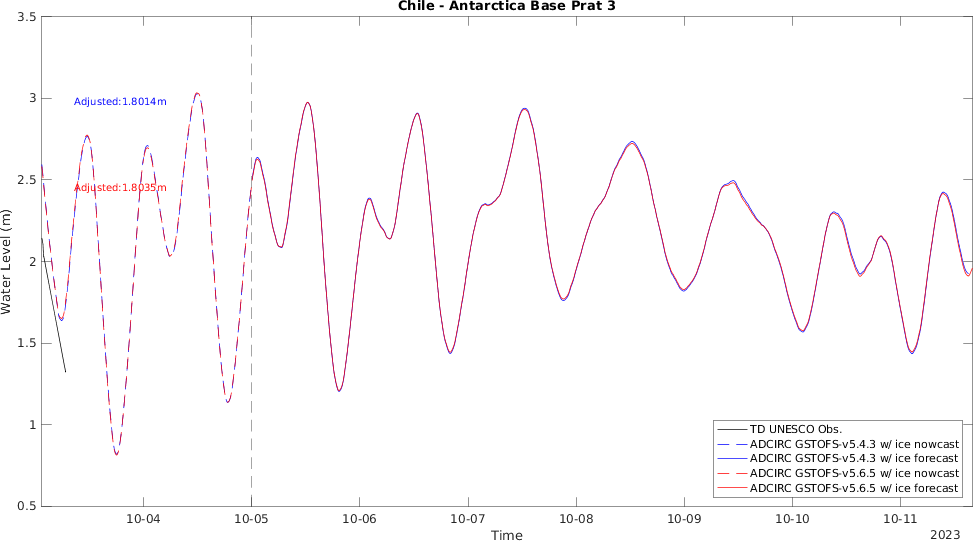 Chile - Antarctica Base Prat 3
3.5
3
2.5
2
1.5
1
0.5
Water Level (m)
Adjusted:1.8014m
Adjusted:1.8035m
TD UNESCO Obs.
ADCIRC GSTOFS-v5.4.3 w/ ice nowcast
ADCIRC GSTOFS-v5.4.3 w/ ice forecast
ADCIRC GSTOFS-v5.6.5 w/ ice nowcast
ADCIRC GSTOFS-v5.6.5 w/ ice forecast
10-04 10-05 10-06 10-07 10-08 10-09 10-10 10-11
Time
2023